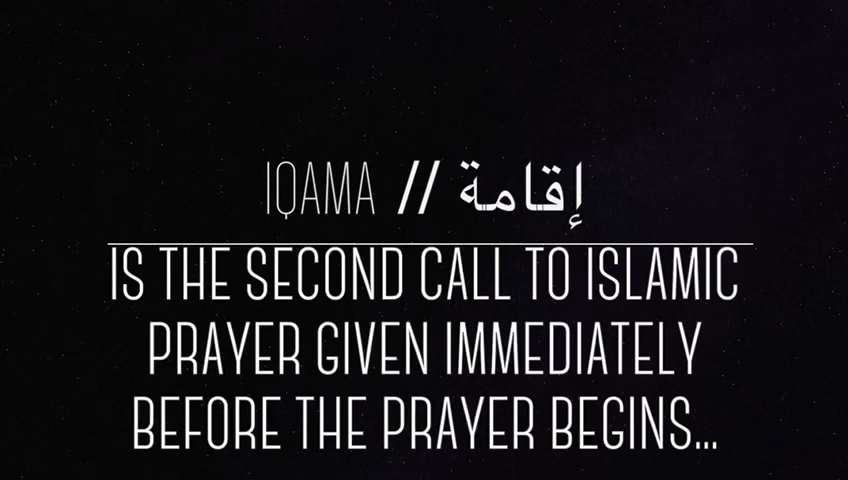 IQAMA // إقامة
IS THE SECOND CALL TO ISLAMIC
PRAYER GIVEN IMMEDIATELY
BEFORE THE PRAYER BEGINS...